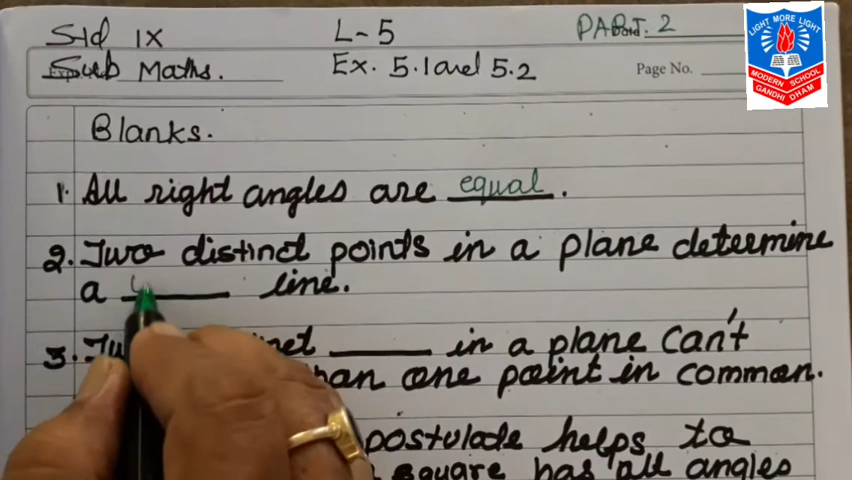 Std IX L-5 PART. 2
Sub Maths. Ex. 5.1 and 5.2 Page No.
Blanks.
1. All right angles are equal.
2. Two distinct points in a plane determine
a ______ line.
3. ______ in a plane can't
than one point in common.
postulate helps to
square has all angles
LIGHT MORE LIGHT
MODERN SCHOOL
GANDHI DHAM